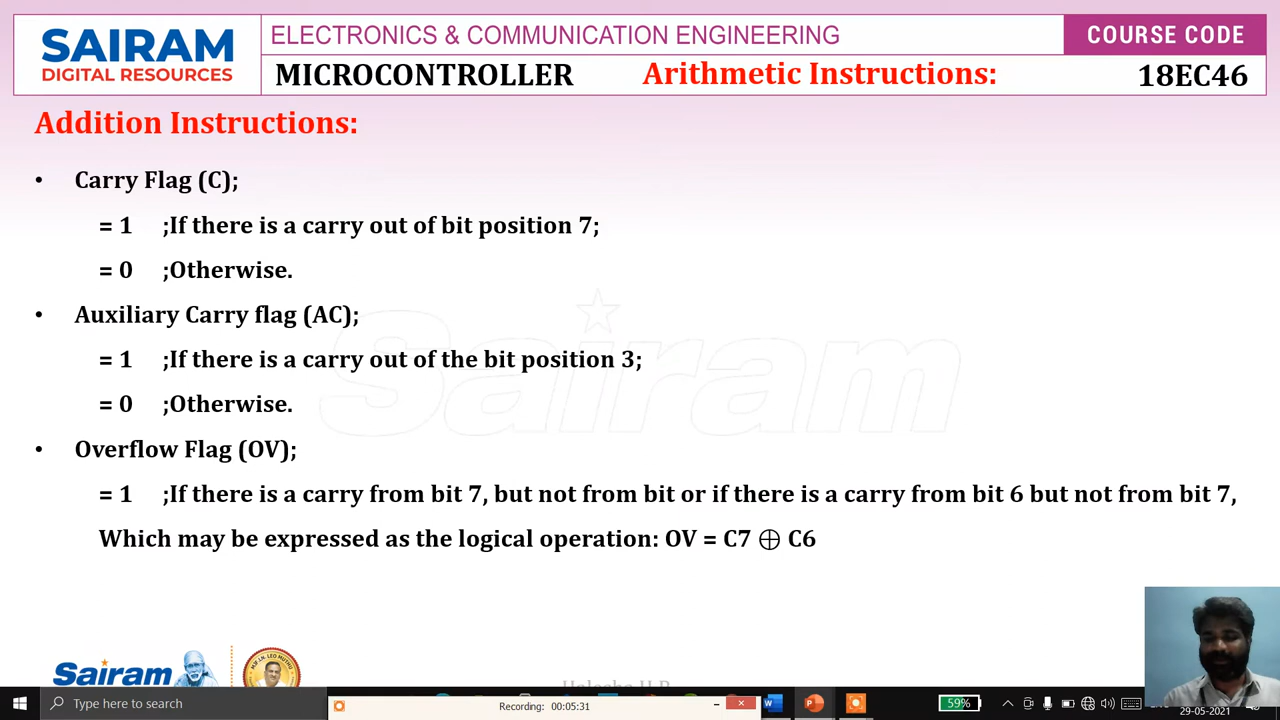 SAIRAM
DIGITAL RESOURCES
ELECTRONICS & COMMUNICATION ENGINEERING
COURSE CODE
MICROCONTROLLER
Arithmetic Instructions:
18EC46
Addition Instructions:
• Carry Flag (C);
= 1 ;If there is a carry out of bit position 7;
= 0 ;Otherwise.
• Auxiliary Carry flag (AC);
= 1 ;If there is a carry out of the bit position 3;
= 0 ;Otherwise.
• Overflow Flag (OV);
= 1 ;If there is a carry from bit 7, but not from bit or if there is a carry from bit 6 but not from bit 7,
Which may be expressed as the logical operation: OV = C7 ⊕ C6
Sairam
Sairam
Type here to search
Recording: 00:05:31
59%
29-05-2021